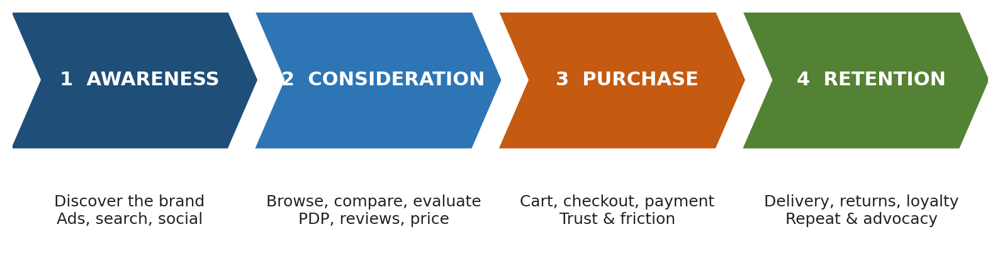 1  AWARENESS
2  CONSIDERATION
3  PURCHASE
4  RETENTION
Discover the brand
Ads, search, social
Browse, compare, evaluate
PDP, reviews, price
Cart, checkout, payment
Trust & friction
Delivery, returns, loyalty
Repeat & advocacy